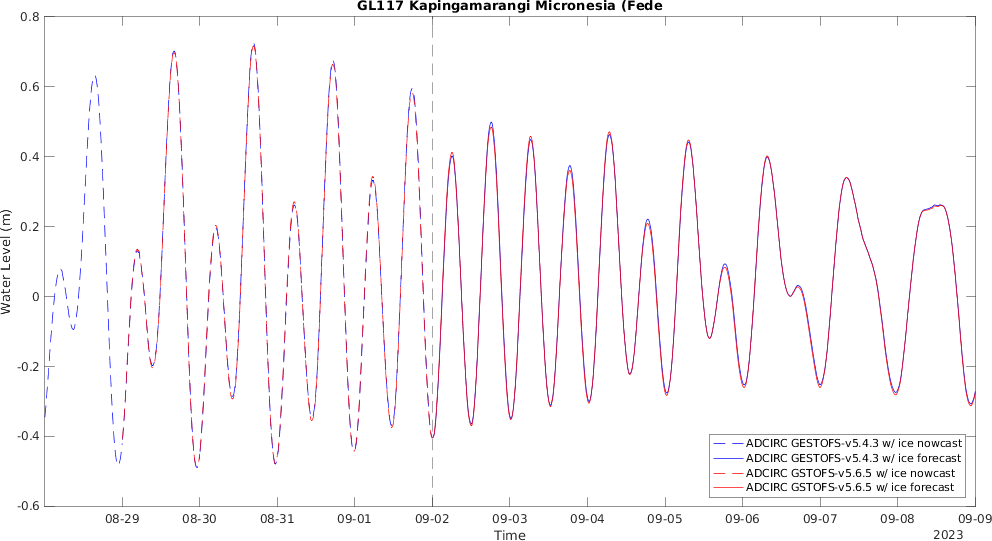 GL117 Kapingamarangi Micronesia (Fede
0.8
0.6
0.4
0.2
0
-0.2
-0.4
-0.6
Water Level (m)
ADCIRC GESTOFS-v5.4.3 w/ ice nowcast
ADCIRC GESTOFS-v5.4.3 w/ ice forecast
ADCIRC GSTOFS-v5.6.5 w/ ice nowcast
ADCIRC GSTOFS-v5.6.5 w/ ice forecast
08-29 08-30 08-31 09-01 09-02 09-03 09-04 09-05 09-06 09-07 09-08 09-09
Time
2023